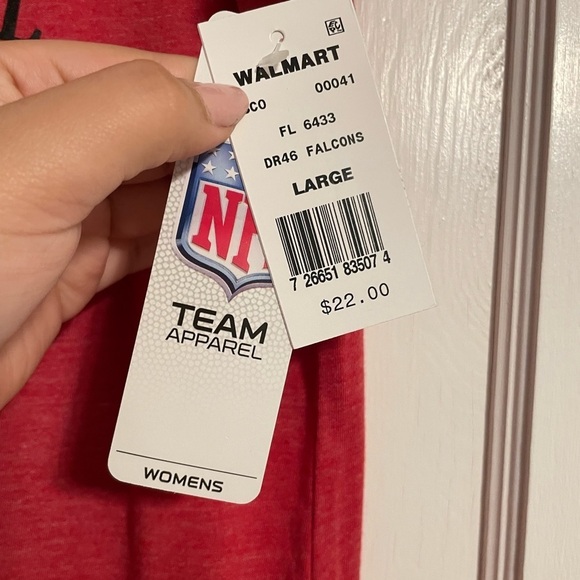 WALMART
00041
FL 6433
DR46 FALCONS
LARGE
7 26651 83507 4
$22.00
TEAM
APPAREL
WOMENS